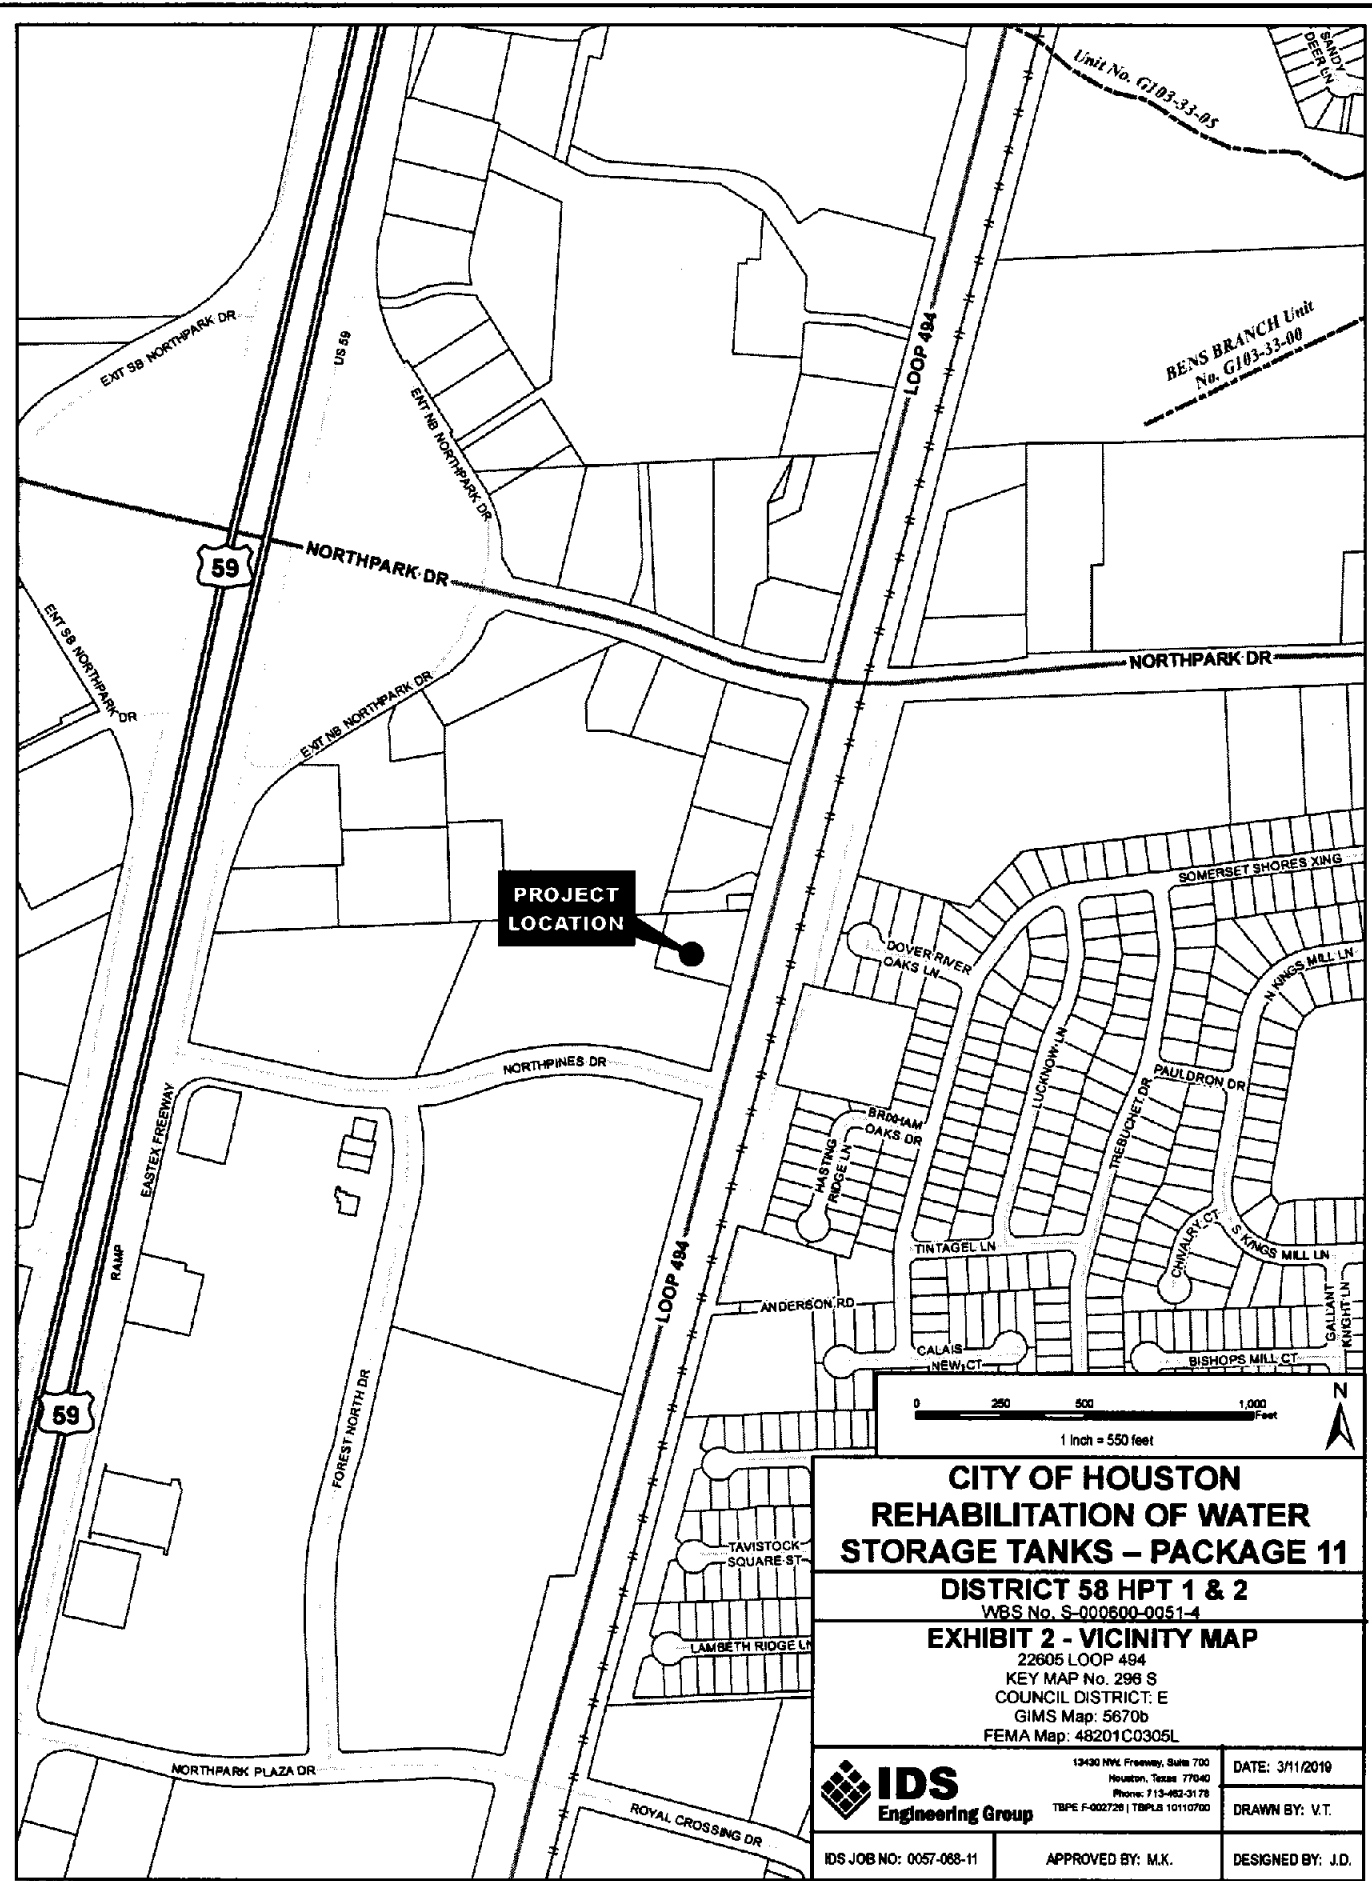 SANDY
DEER LN
Unit No. G103-33-05
EXIT SB NORTHPARK DR
US 59
LOOP 494
BENS BRANCH Unit
No. G103-33-00
ENT NB NORTHPARK DR
59
NORTHPARK DR
ENT SB NORTHPARK DR
NORTHPARK DR
EXIT NB NORTHPARK DR
SOMERSET SHORES XING
PROJECT
LOCATION
DOVER RIVER
OAKS LN
N KINGS MILL LN
LUCKNOW LN
NORTHPINES DR
PAULDRON DR
TREBUCHET DR
EASTEX FREEWAY
BRIXHAM
OAKS DR
HASTING
RIDGE LN
CHIVALRY CT
S KINGS MILL LN
TINTAGEL LN
RAMP
LOOP 494
ANDERSON RD
GALLANT
KNIGHT LN
CALAIS
NEW CT
BISHOPS MILL CT
59
FOREST NORTH DR
N
0 250 500 1,000
Feet
1 inch = 550 feet
CITY OF HOUSTON
REHABILITATION OF WATER
STORAGE TANKS – PACKAGE 11
TAVISTOCK
SQUARE ST
DISTRICT 58 HPT 1 & 2
WBS No. S-000600-0051-4
EXHIBIT 2 - VICINITY MAP
LAMBETH RIDGE LN
22605 LOOP 494
KEY MAP No. 296 S
COUNCIL DISTRICT: E
GIMS Map: 5670b
FEMA Map: 48201C0305L
NORTHPARK PLAZA DR
ROYAL CROSSING DR
IDS
Engineering Group
13430 NW. Freeway, Suite 700
Houston, Texas 77040
Phone: 713-462-3178
TBPE F-002726 | TBPLS 10110700
DATE: 3/11/2019
DRAWN BY: V.T.
IDS JOB NO: 0057-068-11
APPROVED BY: M.K.
DESIGNED BY: J.D.